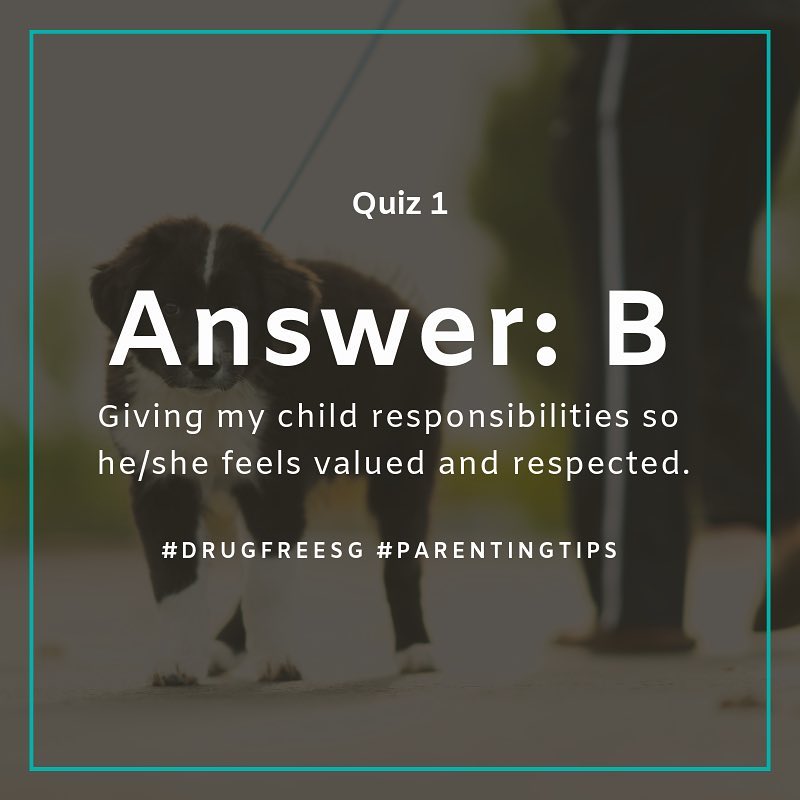 Quiz 1
Answer: B
Giving my child responsibilities so
he/she feels valued and respected.
#DRUGFREESG #PARENTINGTIPS